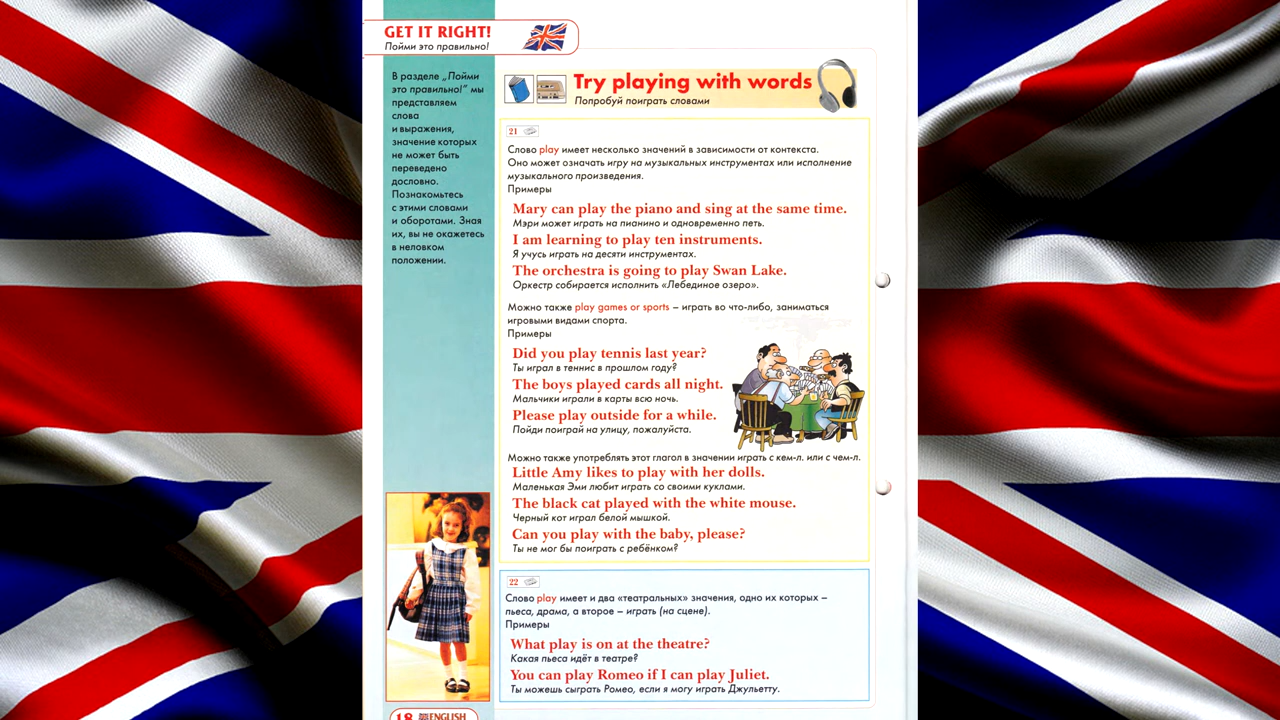 GET IT RIGHT!
Пойми это правильно!
В разделе „Пойми
это правильно!” мы
представляем
слова
и выражения,
значение которых
не может быть
переведено
дословно.
Познакомьтесь
с этими словами
и оборотами. Зная
их, вы не окажетесь
в неловком
положении.
Try playing with words
Попробуй поиграть словами
21
Слово play имеет несколько значений в зависимости от контекста.
Оно может означать игру на музыкальных инструментах или исполнение
музыкального произведения.
Примеры
Mary can play the piano and sing at the same time.
Мэри может играть на пианино и одновременно петь.
I am learning to play ten instruments.
Я учусь играть на десяти инструментах.
The orchestra is going to play Swan Lake.
Оркестр собирается исполнить «Лебединое озеро».
Можно также play games or sports – играть во что-либо, заниматься
игровыми видами спорта.
Примеры
Did you play tennis last year?
Ты играл в теннис в прошлом году?
The boys played cards all night.
Мальчики играли в карты всю ночь.
Please play outside for a while.
Пойди поиграй на улицу, пожалуйста.
Можно также употреблять этот глагол в значении играть с кем-л. или с чем-л.
Little Amy likes to play with her dolls.
Маленькая Эми любит играть со своими куклами.
The black cat played with the white mouse.
Черный кот играл белой мышкой.
Can you play with the baby, please?
Ты не мог бы поиграть с ребёнком?
22
Слово play имеет и два «театральных» значения, одно их которых –
пьеса, драма, а второе – играть (на сцене).
Примеры
What play is on at the theatre?
Какая пьеса идёт в театре?
You can play Romeo if I can play Juliet.
Ты можешь сыграть Ромео, если я могу играть Джульетту.
18 ENGLISH